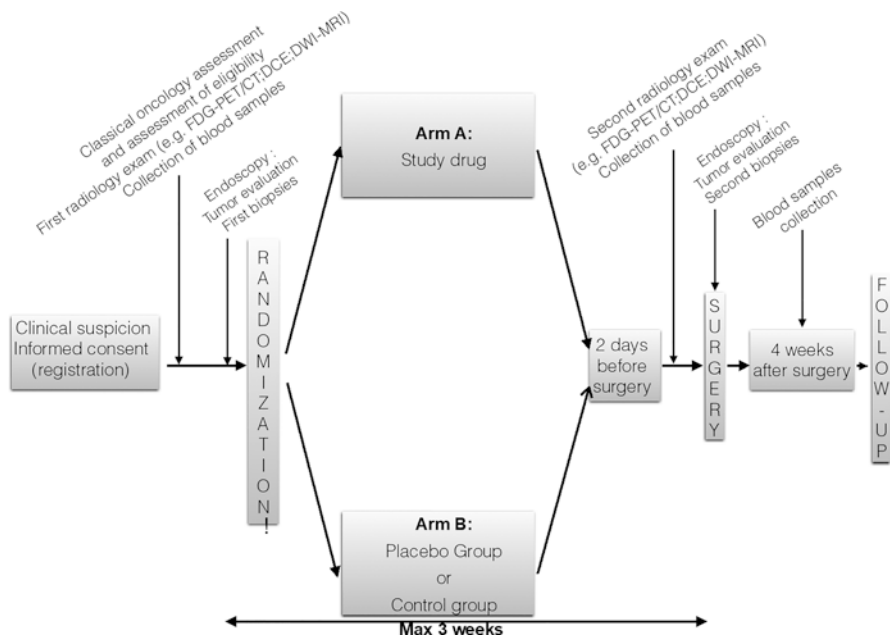 Classical oncology assessment
and assessment of eligibility
First radiology exam (e.g. FDG-PET/CT;DCE;DWI-MRI)
Collection of blood samples
Endoscopy :
Tumor evaluation
First biopsies
Clinical suspicion
Informed consent
(registration)
RANDOMIZATION!
Arm A:
Study drug
Arm B:
Placebo Group
or
Control group
2 days
before
surgery
Second radiology exam
(e.g. FDG-PET/CT;DCE;DWI-MRI)
Collection of blood samples
Endoscopy :
Tumor evaluation
Second biopsies
SURGERY
Blood samples
collection
4 weeks
after surgery
FOLLOW-UP
Max 3 weeks